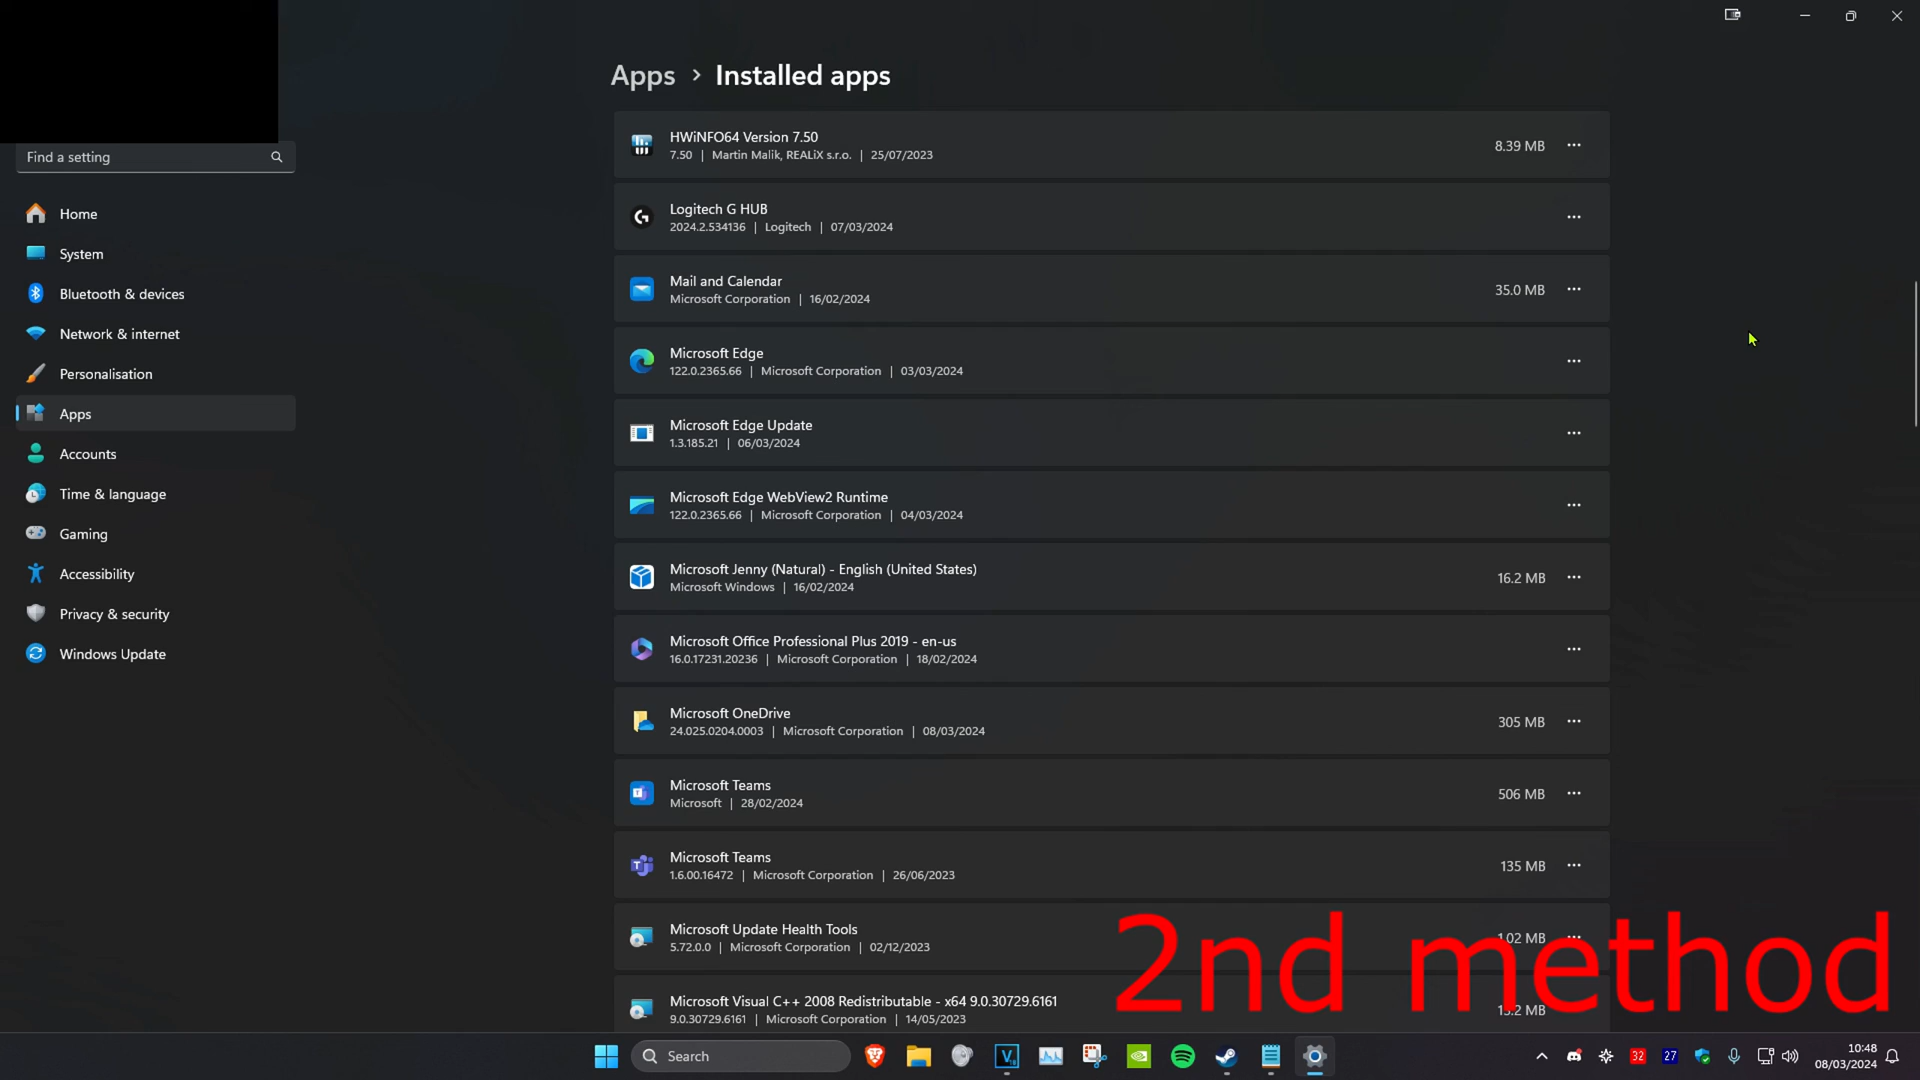 Apps > Installed apps
Find a setting
Home
System
Bluetooth & devices
Network & internet
Personalisation
Apps
Accounts
Time & language
Gaming
Accessibility
Privacy & security
Windows Update
HWiNFO64 Version 7.50
7.50 | Martin Malik, REALiX s.r.o. | 25/07/2023
8.39 MB
Logitech G HUB
2024.2.534136 | Logitech | 07/03/2024
Mail and Calendar
Microsoft Corporation | 16/02/2024
35.0 MB
Microsoft Edge
122.0.2365.66 | Microsoft Corporation | 03/03/2024
Microsoft Edge Update
1.3.185.21 | 06/03/2024
Microsoft Edge WebView2 Runtime
122.0.2365.66 | Microsoft Corporation | 04/03/2024
Microsoft Jenny (Natural) - English (United States)
Microsoft Windows | 16/02/2024
16.2 MB
Microsoft Office Professional Plus 2019 - en-us
16.0.17231.20236 | Microsoft Corporation | 18/02/2024
Microsoft OneDrive
24.025.0204.0003 | Microsoft Corporation | 08/03/2024
305 MB
Microsoft Teams
Microsoft | 28/02/2024
506 MB
Microsoft Teams
1.6.00.16472 | Microsoft Corporation | 26/06/2023
135 MB
Microsoft Update Health Tools
5.72.0.0 | Microsoft Corporation | 02/12/2023
1.02 MB
Microsoft Visual C++ 2008 Redistributable - x64 9.0.30729.6161
9.0.30729.6161 | Microsoft Corporation | 14/05/2023
13.2 MB
2nd method
Search
32
27
10:48
08/03/2024